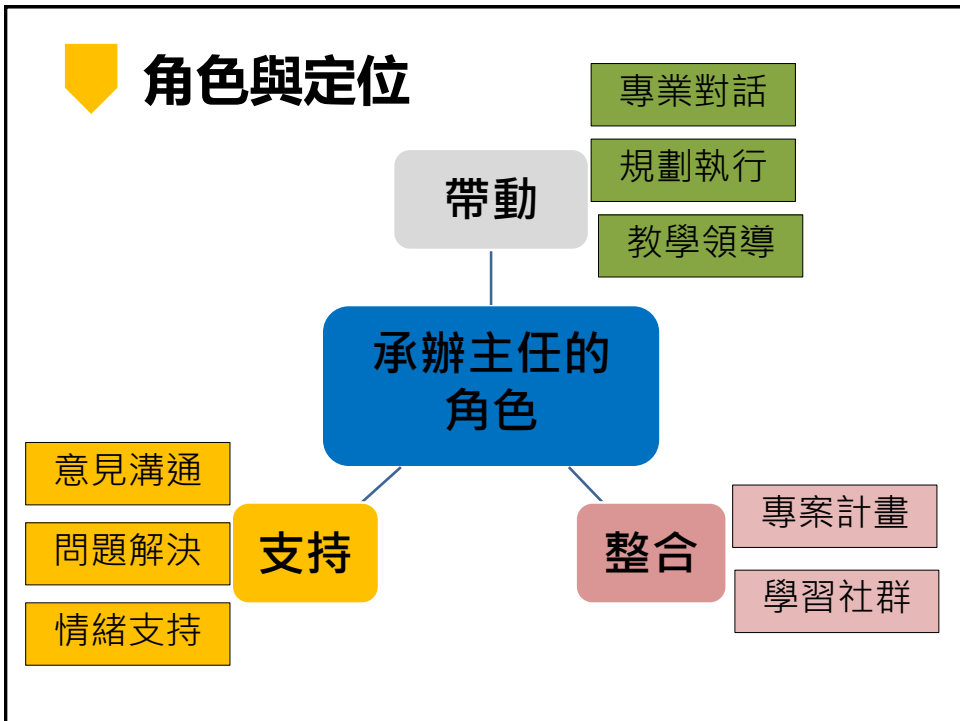 角色與定位
專業對話
規劃執行
教學領導
帶動
承辦主任的
角色
意見溝通
問題解決
情緒支持
支持
整合
專案計畫
學習社群